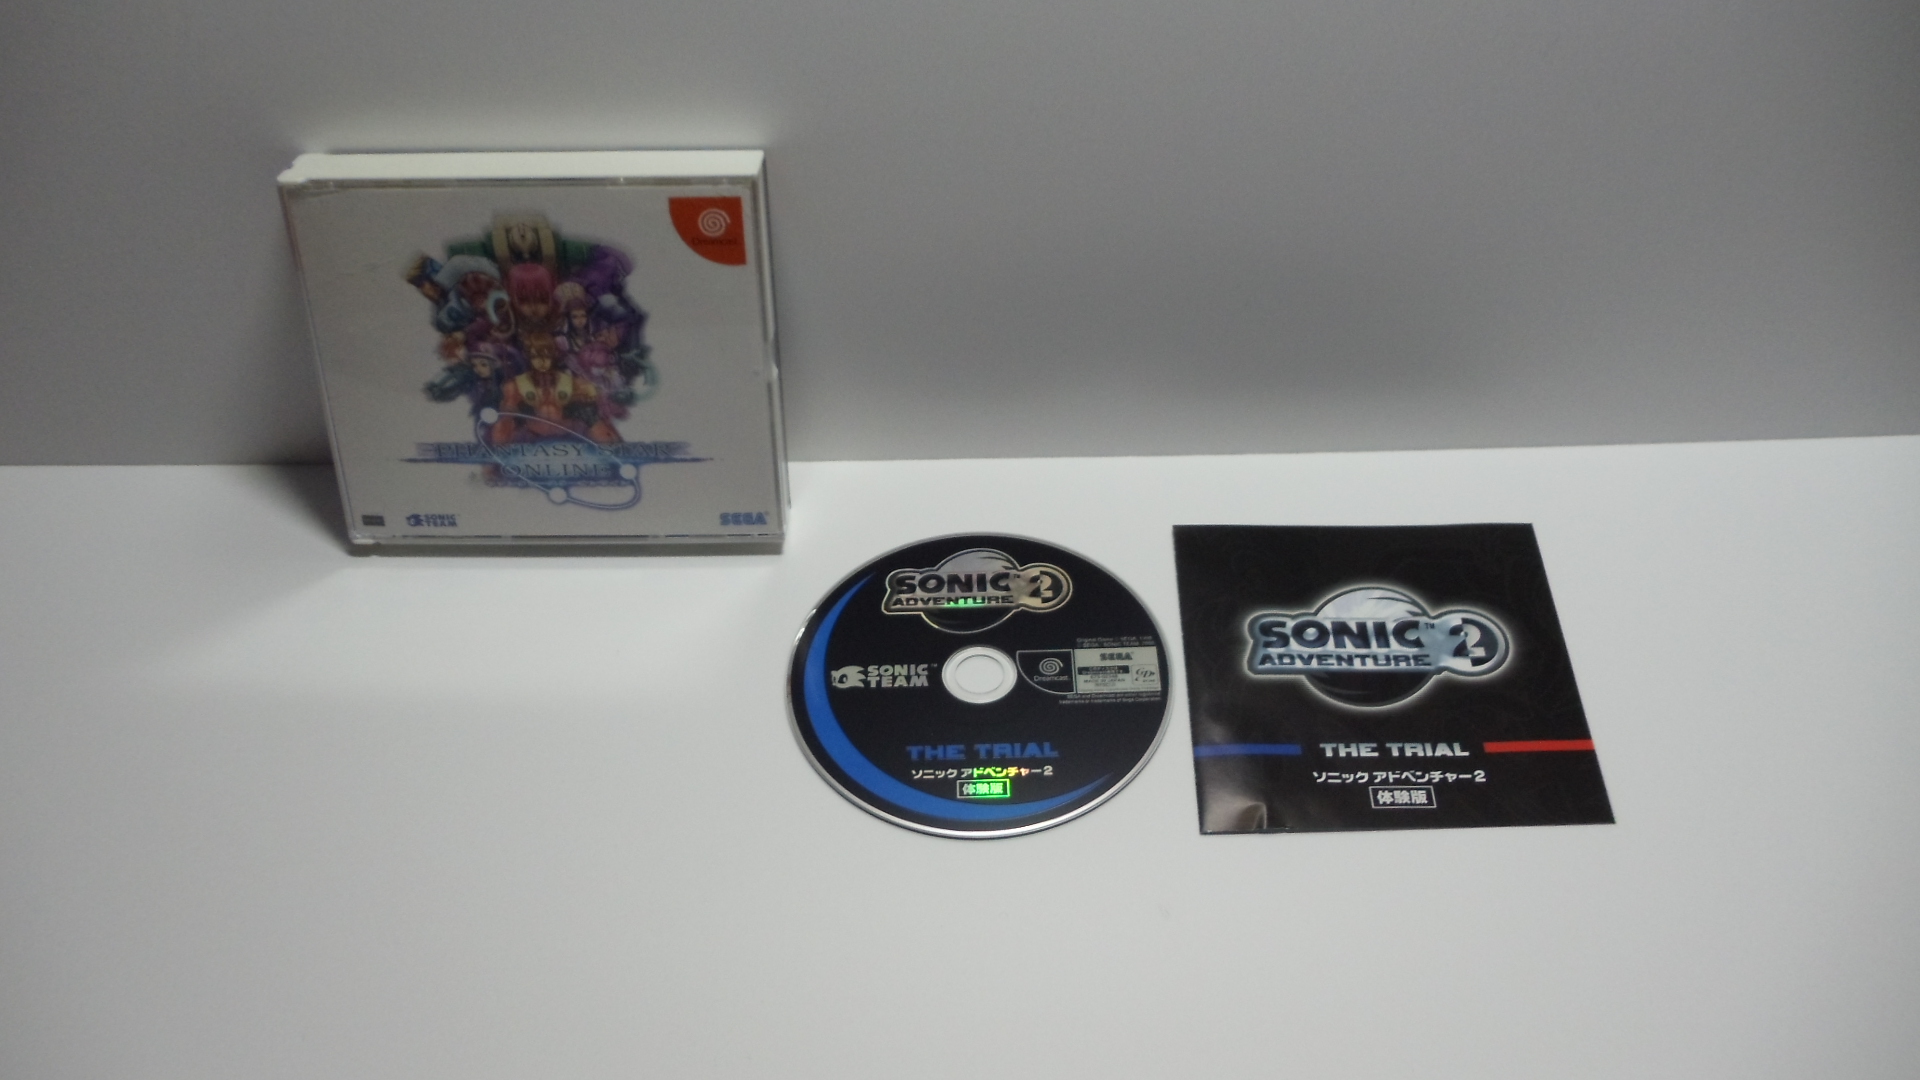 Dreamcast
PHANTASY STAR
ONLINE
SONIC
TEAM
SEGA
SONIC
ADVENTURE 2
SONIC
TEAM™
Dreamcast
SEGA
THE TRIAL
ソニック アドベンチャー2
体験版
SONIC™
ADVENTURE 2
THE TRIAL
ソニック アドベンチャー2
体験版